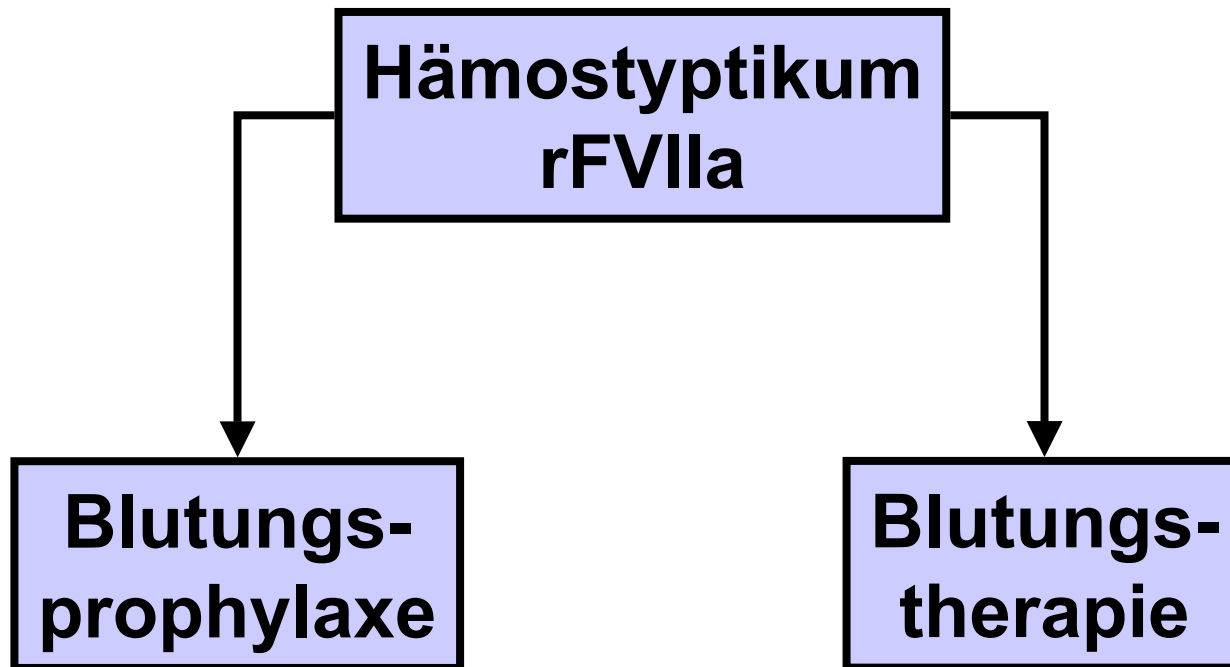 Hämostyptikum
rFVIIa
Blutungs-
prophylaxe
Blutungs-
therapie